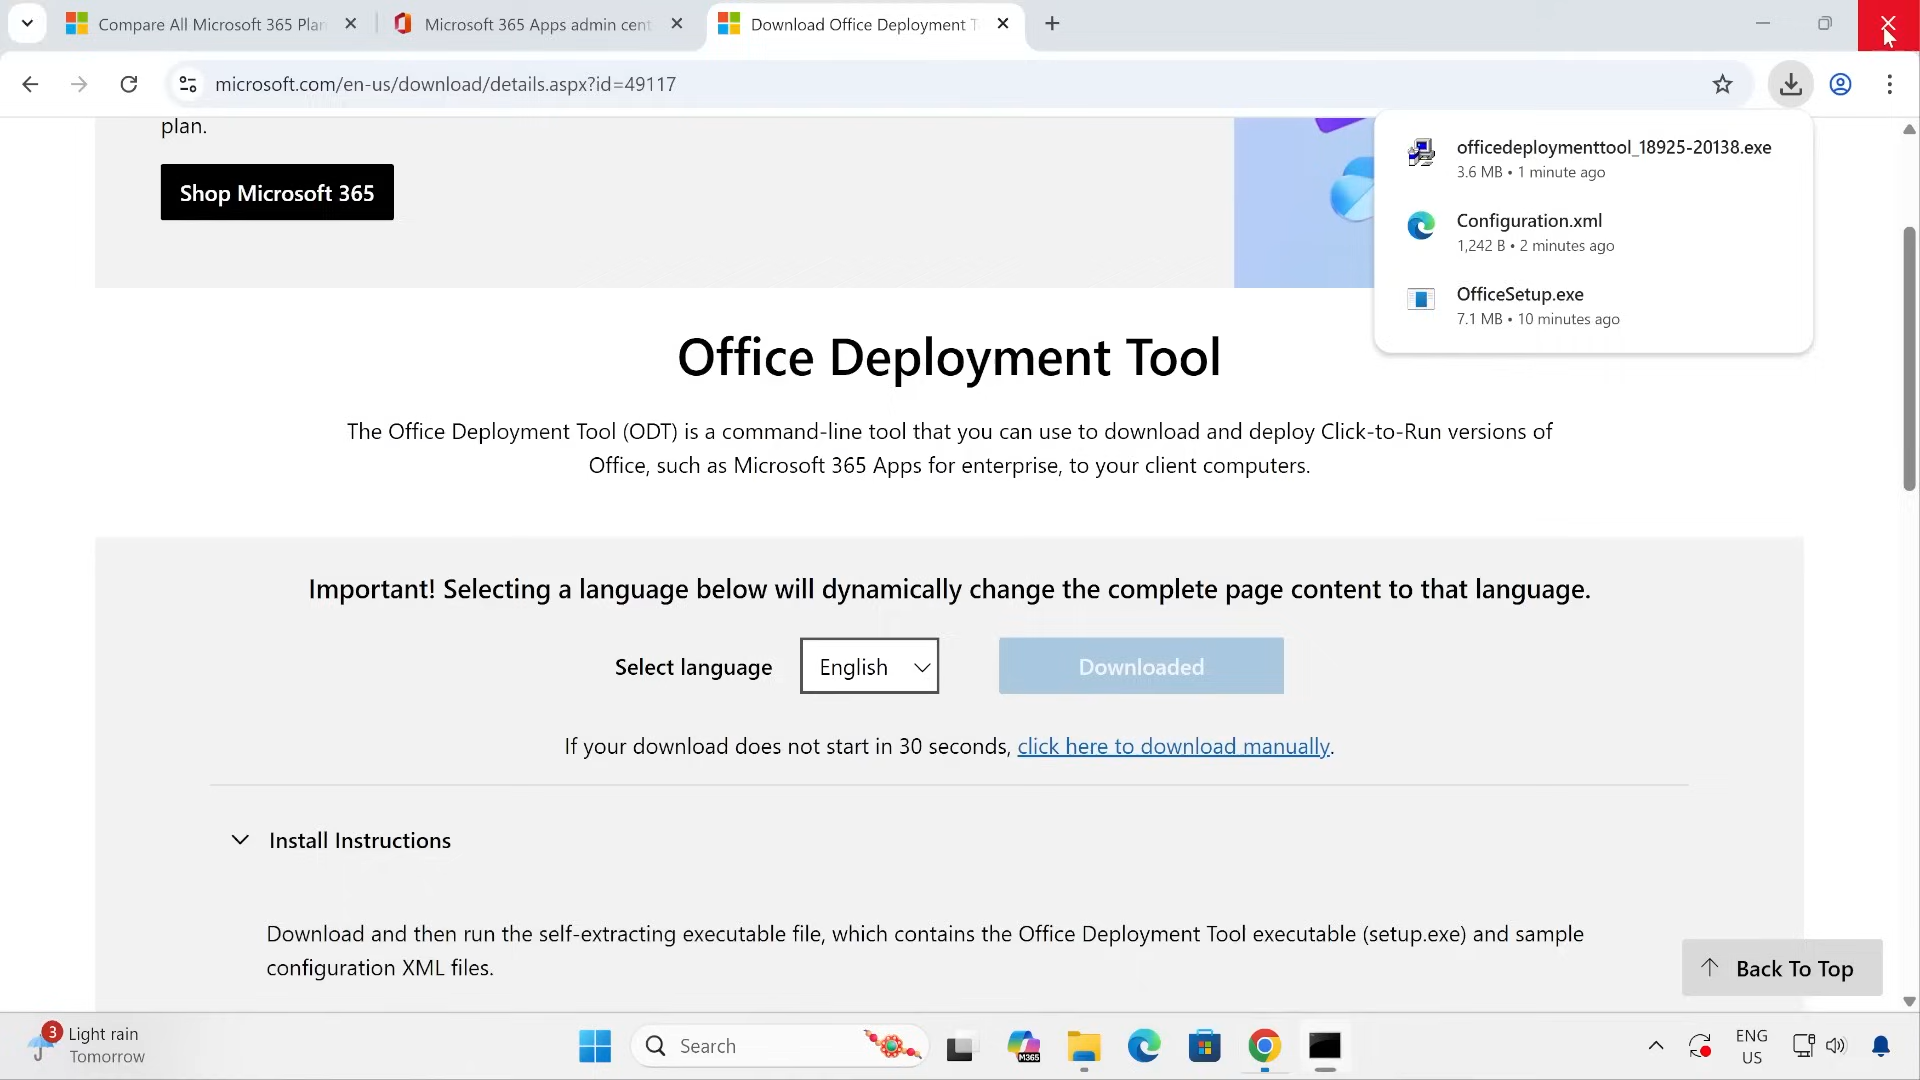 Compare All Microsoft 365 Plan
Microsoft 365 Apps admin cent
Download Office Deployment T
microsoft.com/en-us/download/details.aspx?id=49117
plan.
Shop Microsoft 365
officedeploymenttool_18925-20138.exe
3.6 MB • 1 minute ago
Configuration.xml
1,242 B • 2 minutes ago
OfficeSetup.exe
7.1 MB • 10 minutes ago
Office Deployment Tool
The Office Deployment Tool (ODT) is a command-line tool that you can use to download and deploy Click-to-Run versions of
Office, such as Microsoft 365 Apps for enterprise, to your client computers.
Important! Selecting a language below will dynamically change the complete page content to that language.
Select language
English
Downloaded
If your download does not start in 30 seconds, click here to download manually.
Install Instructions
Download and then run the self-extracting executable file, which contains the Office Deployment Tool executable (setup.exe) and sample
configuration XML files.
Back To Top
3
Light rain
Tomorrow
Search
M365
ENG
US